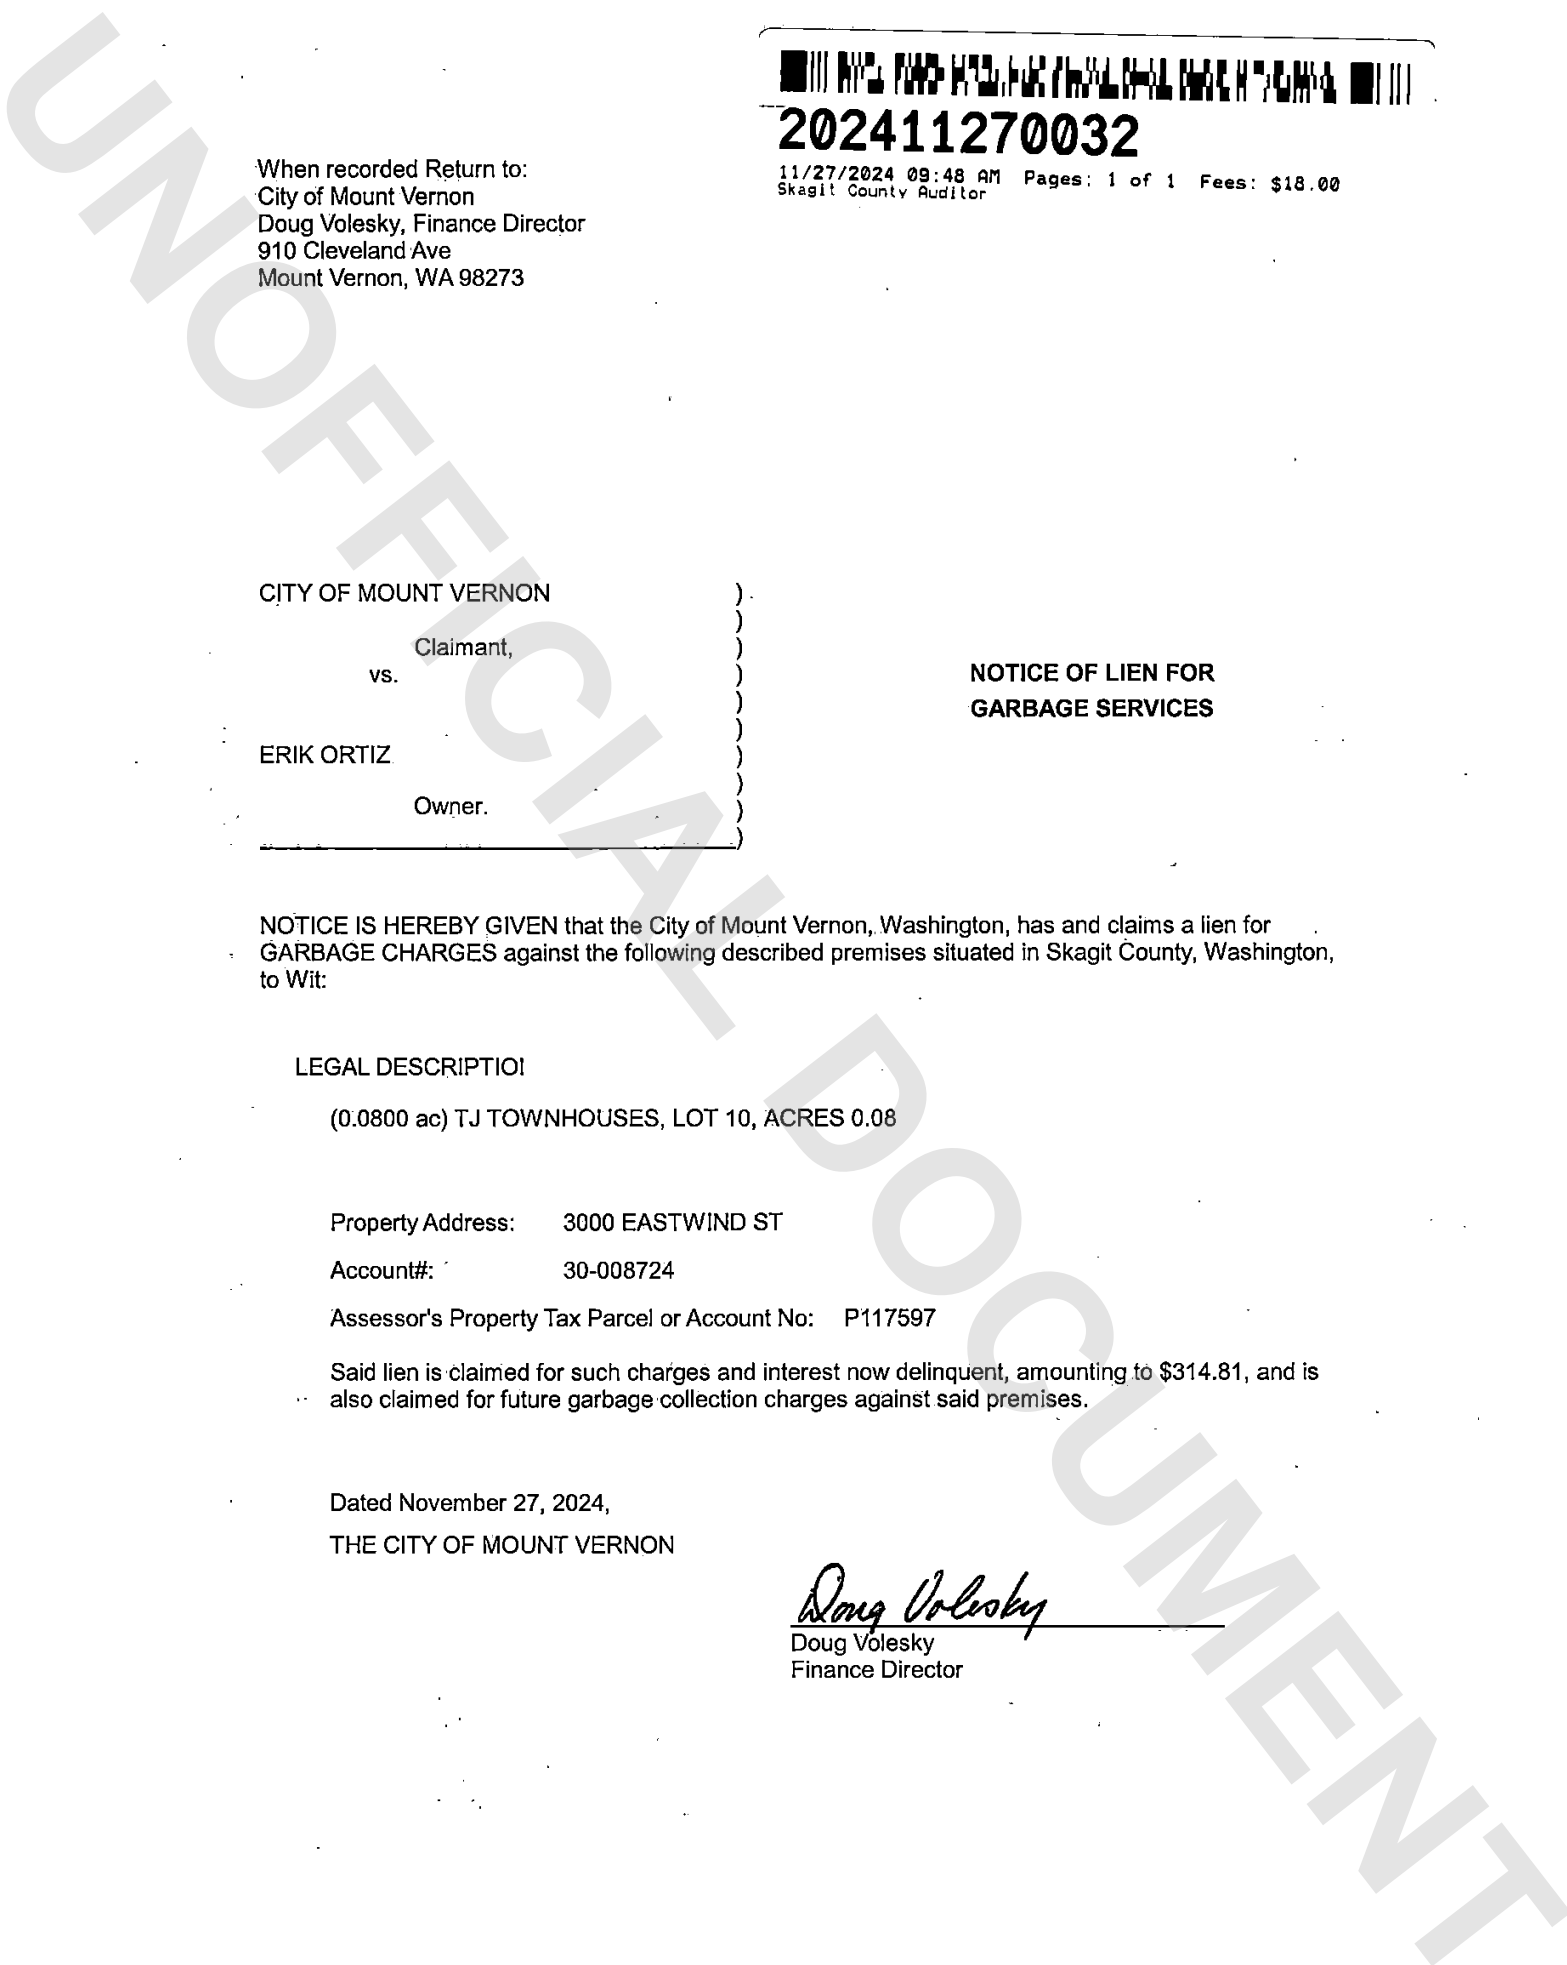 202411270032
11/27/2024 09:48 AM Pages: 1 of 1 Fees: $18.00
Skagit County Auditor
When recorded Return to:
City of Mount Vernon
Doug Volesky, Finance Director
910 Cleveland Ave
Mount Vernon, WA 98273
CITY OF MOUNT VERNON )
)
Claimant, )
vs. )
)
)
ERIK ORTIZ )
)
Owner. )
)
NOTICE OF LIEN FOR
GARBAGE SERVICES
NOTICE IS HEREBY GIVEN that the City of Mount Vernon, Washington, has and claims a lien for
GARBAGE CHARGES against the following described premises situated in Skagit County, Washington,
to Wit:
LEGAL DESCRIPTIO
(0.0800 ac) TJ TOWNHOUSES, LOT 10, ACRES 0.08
Property Address: 3000 EASTWIND ST
Account#: 30-008724
Assessor's Property Tax Parcel or Account No: P117597
Said lien is claimed for such charges and interest now delinquent, amounting to $314.81, and is
also claimed for future garbage collection charges against said premises.
Dated November 27, 2024,
THE CITY OF MOUNT VERNON
Doug Volesky
Doug Volesky
Finance Director
UNOFFICIAL DOCUMENT